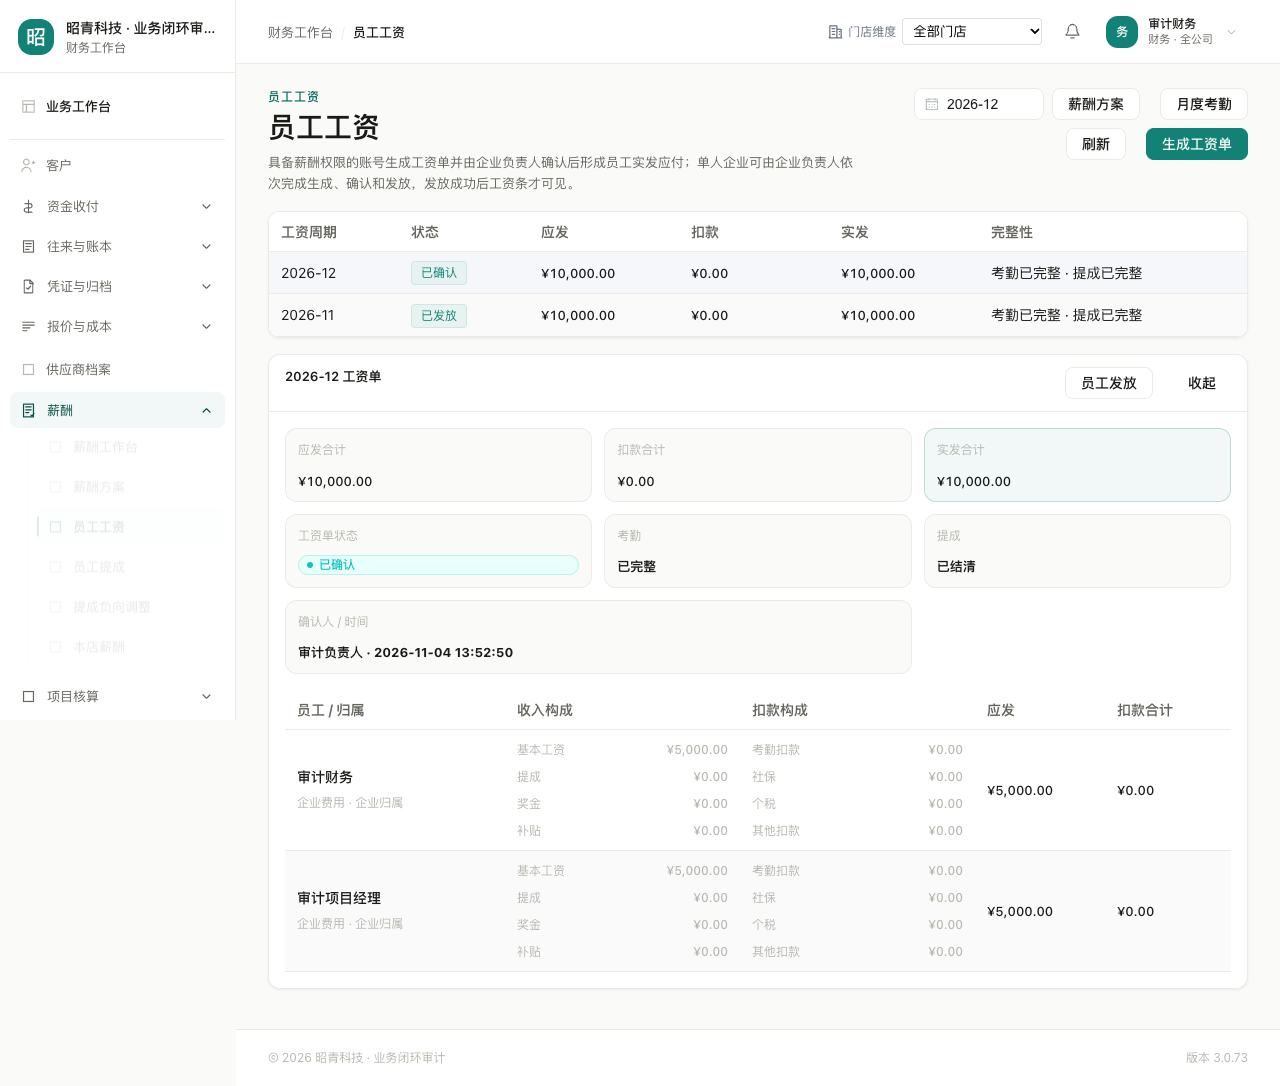 昭
昭青科技 · 业务闭环审...
财务工作台
业务工作台
客户
资金收付
往来与账本
凭证与归档
报价与成本
供应商档案
薪酬
薪酬工作台
薪酬方案
员工工资
员工提成
提成负向调整
本店薪酬
项目核算
财务工作台 / 员工工资
门店维度 全部门店
务
审计财务
财务 · 全公司
员工工资
员工工资
具备薪酬权限的账号生成工资单并由企业负责人确认后形成员工实发应付；单人企业可由企业负责人依
次完成生成、确认和发放，发放成功后工资条才可见。
2026-12 薪酬方案 月度考勤
刷新 生成工资单
工资周期 状态 应发 扣款 实发 完整性
2026-12 已确认 ¥10,000.00 ¥0.00 ¥10,000.00 考勤已完整 · 提成已完整
2026-11 已发放 ¥10,000.00 ¥0.00 ¥10,000.00 考勤已完整 · 提成已完整
2026-12 工资单 员工发放 收起
应发合计 扣款合计 实发合计
¥10,000.00 ¥0.00 ¥10,000.00
工资单状态 考勤 提成
已确认 已完整 已结清
确认人 / 时间
审计负责人 · 2026-11-04 13:52:50
员工 / 归属 收入构成 扣款构成 应发 扣款合计
审计财务
企业费用 · 企业归属
基本工资 ¥5,000.00 考勤扣款 ¥0.00
提成 ¥0.00 社保 ¥0.00
奖金 ¥0.00 个税 ¥0.00
补贴 ¥0.00 其他扣款 ¥0.00
¥5,000.00 ¥0.00
审计项目经理
企业费用 · 企业归属
基本工资 ¥5,000.00 考勤扣款 ¥0.00
提成 ¥0.00 社保 ¥0.00
奖金 ¥0.00 个税 ¥0.00
补贴 ¥0.00 其他扣款 ¥0.00
¥5,000.00 ¥0.00
© 2026 昭青科技 · 业务闭环审计 版本 3.0.73